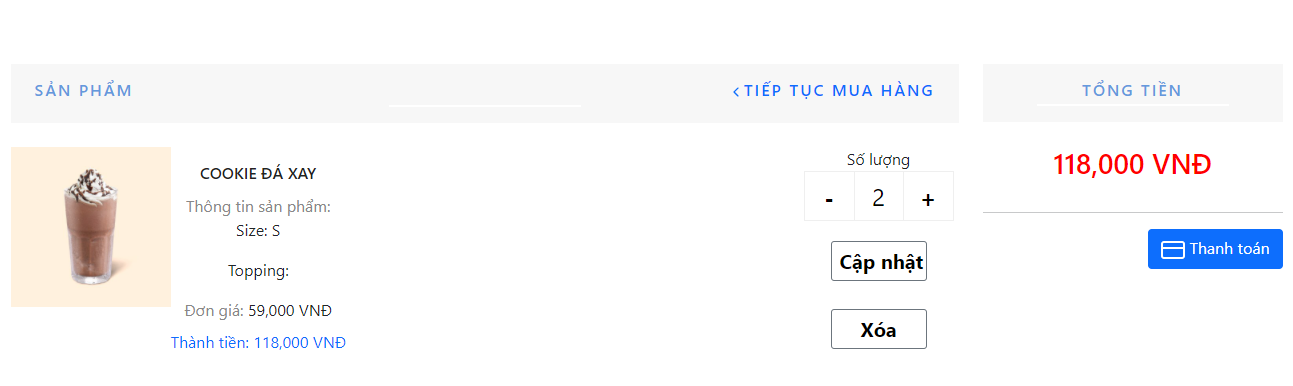 SẢN PHẨM
TIẾP TỤC MUA HÀNG
TỔNG TIỀN
COOKIE ĐÁ XAY
Thông tin sản phẩm:
Size: S
Topping:
Đơn giá: 59,000 VNĐ
Thành tiền: 118,000 VNĐ
Số lượng
- 2 +
Cập nhật
Xóa
118,000 VNĐ
Thanh toán